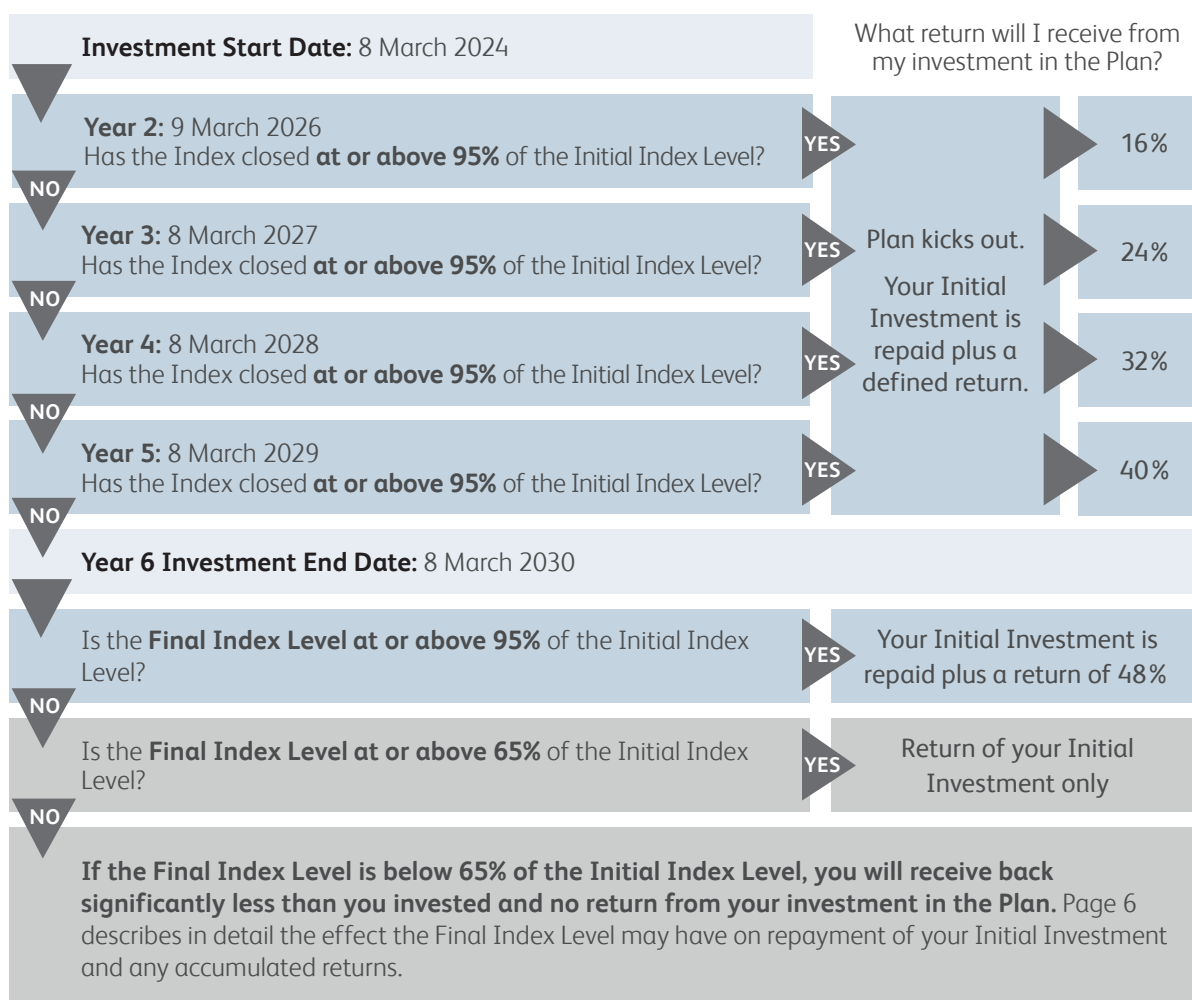 Investment Start Date: 8 March 2024
What return will I receive from
my investment in the Plan?
Year 2: 9 March 2026
Has the Index closed at or above 95% of the Initial Index Level?
YES
16%
NO
Year 3: 8 March 2027
Has the Index closed at or above 95% of the Initial Index Level?
YES
24%
NO
Year 4: 8 March 2028
Has the Index closed at or above 95% of the Initial Index Level?
YES
32%
NO
Year 5: 8 March 2029
Has the Index closed at or above 95% of the Initial Index Level?
YES
40%
Plan kicks out.
Your Initial
Investment is
repaid plus a
defined return.
NO
Year 6 Investment End Date: 8 March 2030
Is the Final Index Level at or above 95% of the Initial Index
Level?
YES
Your Initial Investment is
repaid plus a return of 48%
NO
Is the Final Index Level at or above 65% of the Initial Index
Level?
YES
Return of your Initial
Investment only
NO
If the Final Index Level is below 65% of the Initial Index Level, you will receive back
significantly less than you invested and no return from your investment in the Plan. Page 6
describes in detail the effect the Final Index Level may have on repayment of your Initial Investment
and any accumulated returns.